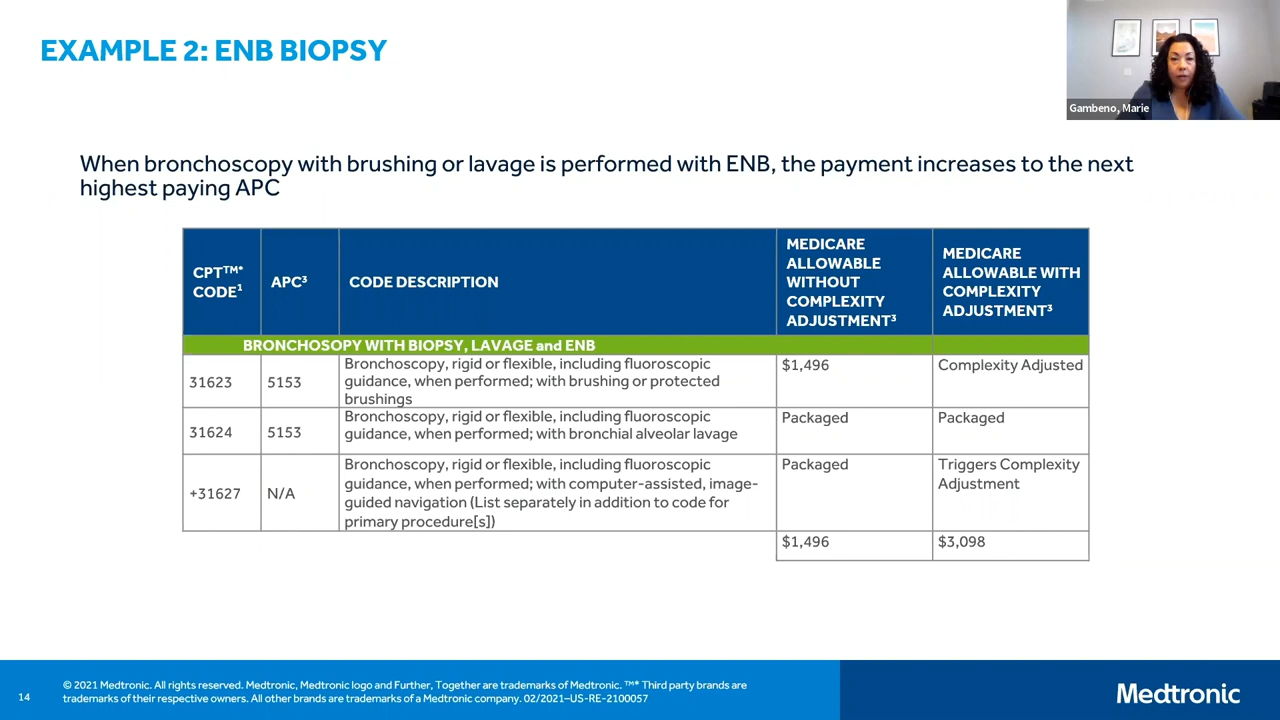 EXAMPLE 2: ENB BIOPSY
Gambeno, Marie
When bronchoscopy with brushing or lavage is performed with ENB, the payment increases to the next
highest paying APC
CPT™*
CODE¹
APC³
CODE DESCRIPTION
MEDICARE
ALLOWABLE
WITHOUT
COMPLEXITY
ADJUSTMENT³
MEDICARE
ALLOWABLE WITH
COMPLEXITY
ADJUSTMENT³
BRONCHOSOPY WITH BIOPSY, LAVAGE and ENB
31623
5153
Bronchoscopy, rigid or flexible, including fluoroscopic
guidance, when performed; with brushing or protected
brushings
$1,496
Complexity Adjusted
31624
5153
Bronchoscopy, rigid or flexible, including fluoroscopic
guidance, when performed; with bronchial alveolar lavage
Packaged
Packaged
+31627
N/A
Bronchoscopy, rigid or flexible, including fluoroscopic
guidance, when performed; with computer-assisted, image-
guided navigation (List separately in addition to code for
primary procedure[s])
Packaged
Triggers Complexity
Adjustment
$1,496
$3,098
14
© 2021 Medtronic. All rights reserved. Medtronic, Medtronic logo and Further, Together are trademarks of Medtronic. ™* Third party brands are
trademarks of their respective owners. All other brands are trademarks of a Medtronic company. 02/2021–US-RE-2100057
Medtronic